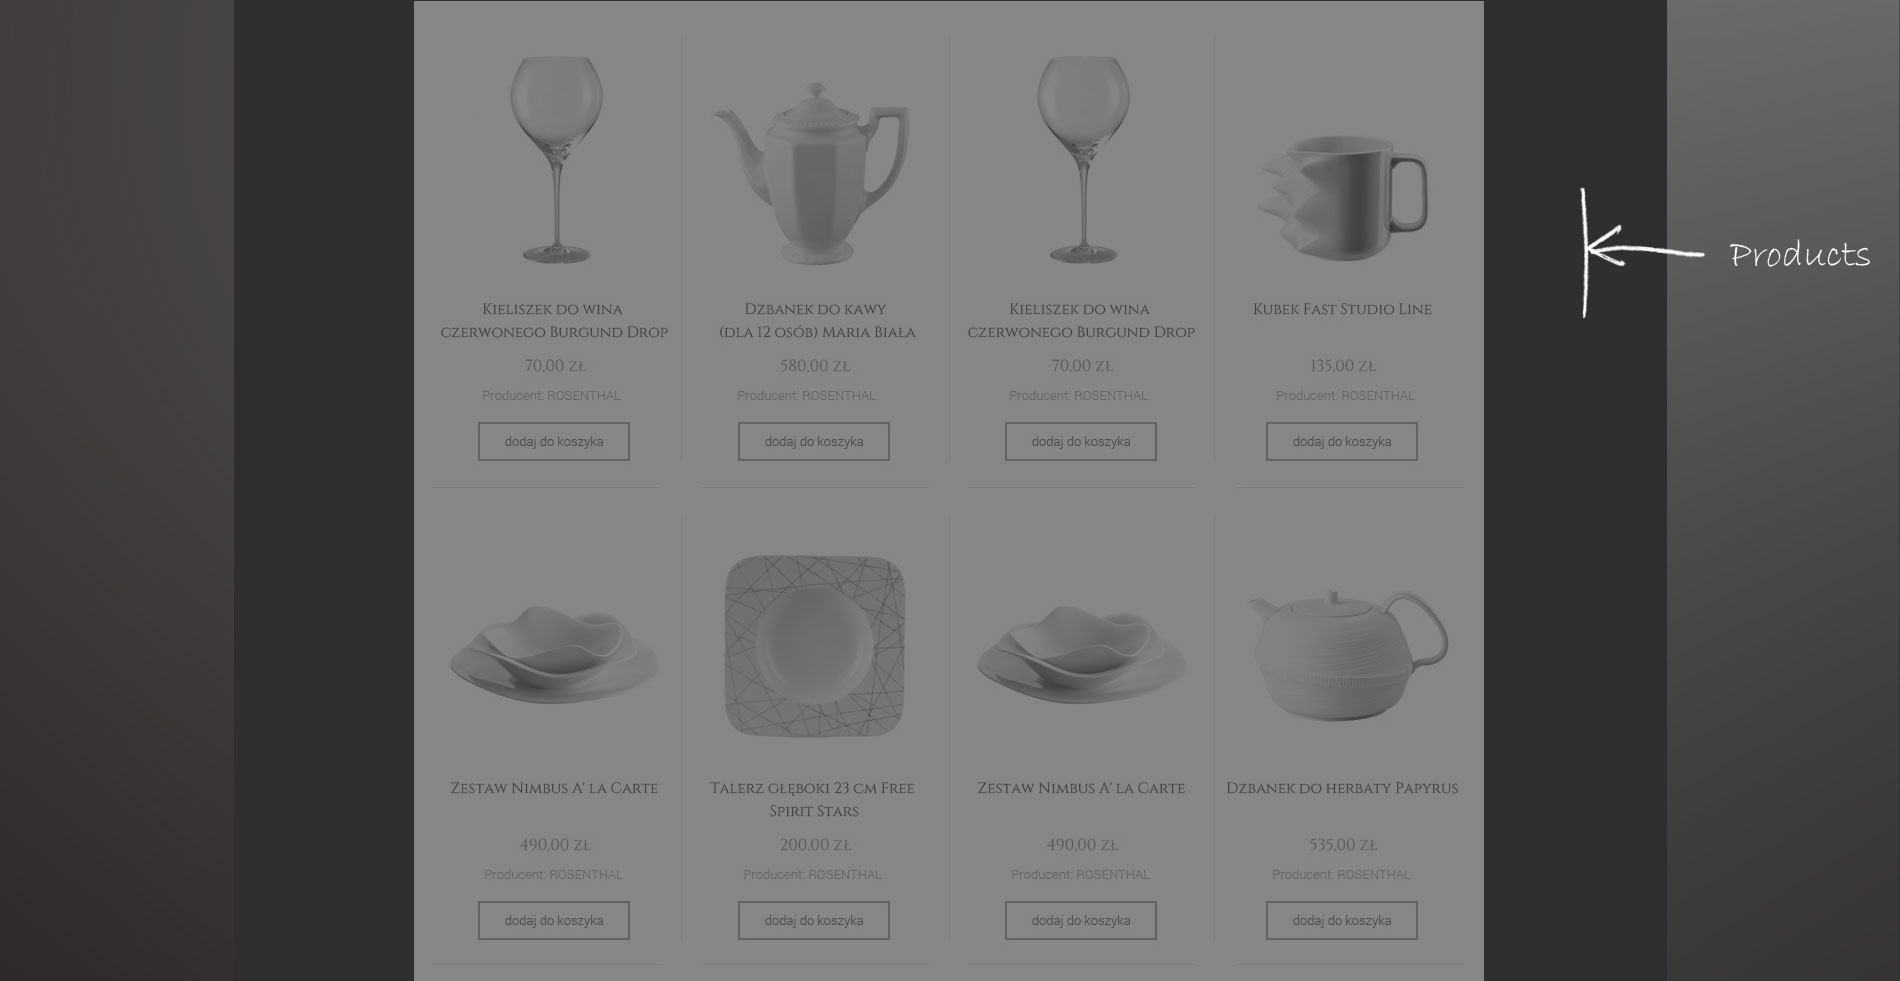 Products
Kieliszek do wina
czerwonego Burgund Drop
70,00 zł
Producent: ROSENTHAL
dodaj do koszyka
Dzbanek do kawy
(dla 12 osób) Maria Biała
580,00 zł
Producent: ROSENTHAL
dodaj do koszyka
Kieliszek do wina
czerwonego Burgund Drop
70,00 zł
Producent: ROSENTHAL
dodaj do koszyka
Kubek Fast Studio Line
135,00 zł
Producent: ROSENTHAL
dodaj do koszyka
Zestaw Nimbus A' la Carte
490,00 zł
Producent: ROSENTHAL
dodaj do koszyka
Talerz głęboki 23 cm Free
Spirit Stars
200,00 zł
Producent: ROSENTHAL
dodaj do koszyka
Zestaw Nimbus A' la Carte
490,00 zł
Producent: ROSENTHAL
dodaj do koszyka
Dzbanek do herbaty Papyrus
535,00 zł
Producent: ROSENTHAL
dodaj do koszyka